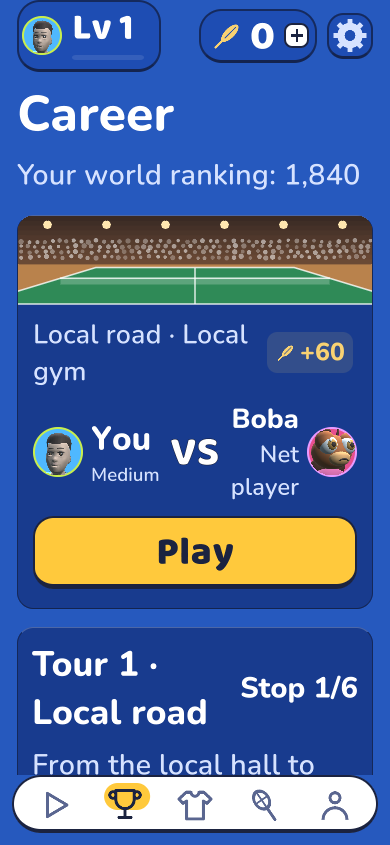 Lv 1
0
Career
Your world ranking: 1,840
Local road · Local
gym
+60
You
Medium
VS
Boba
Net
player
Play
Tour 1 ·
Local road
Stop 1/6
From the local hall to